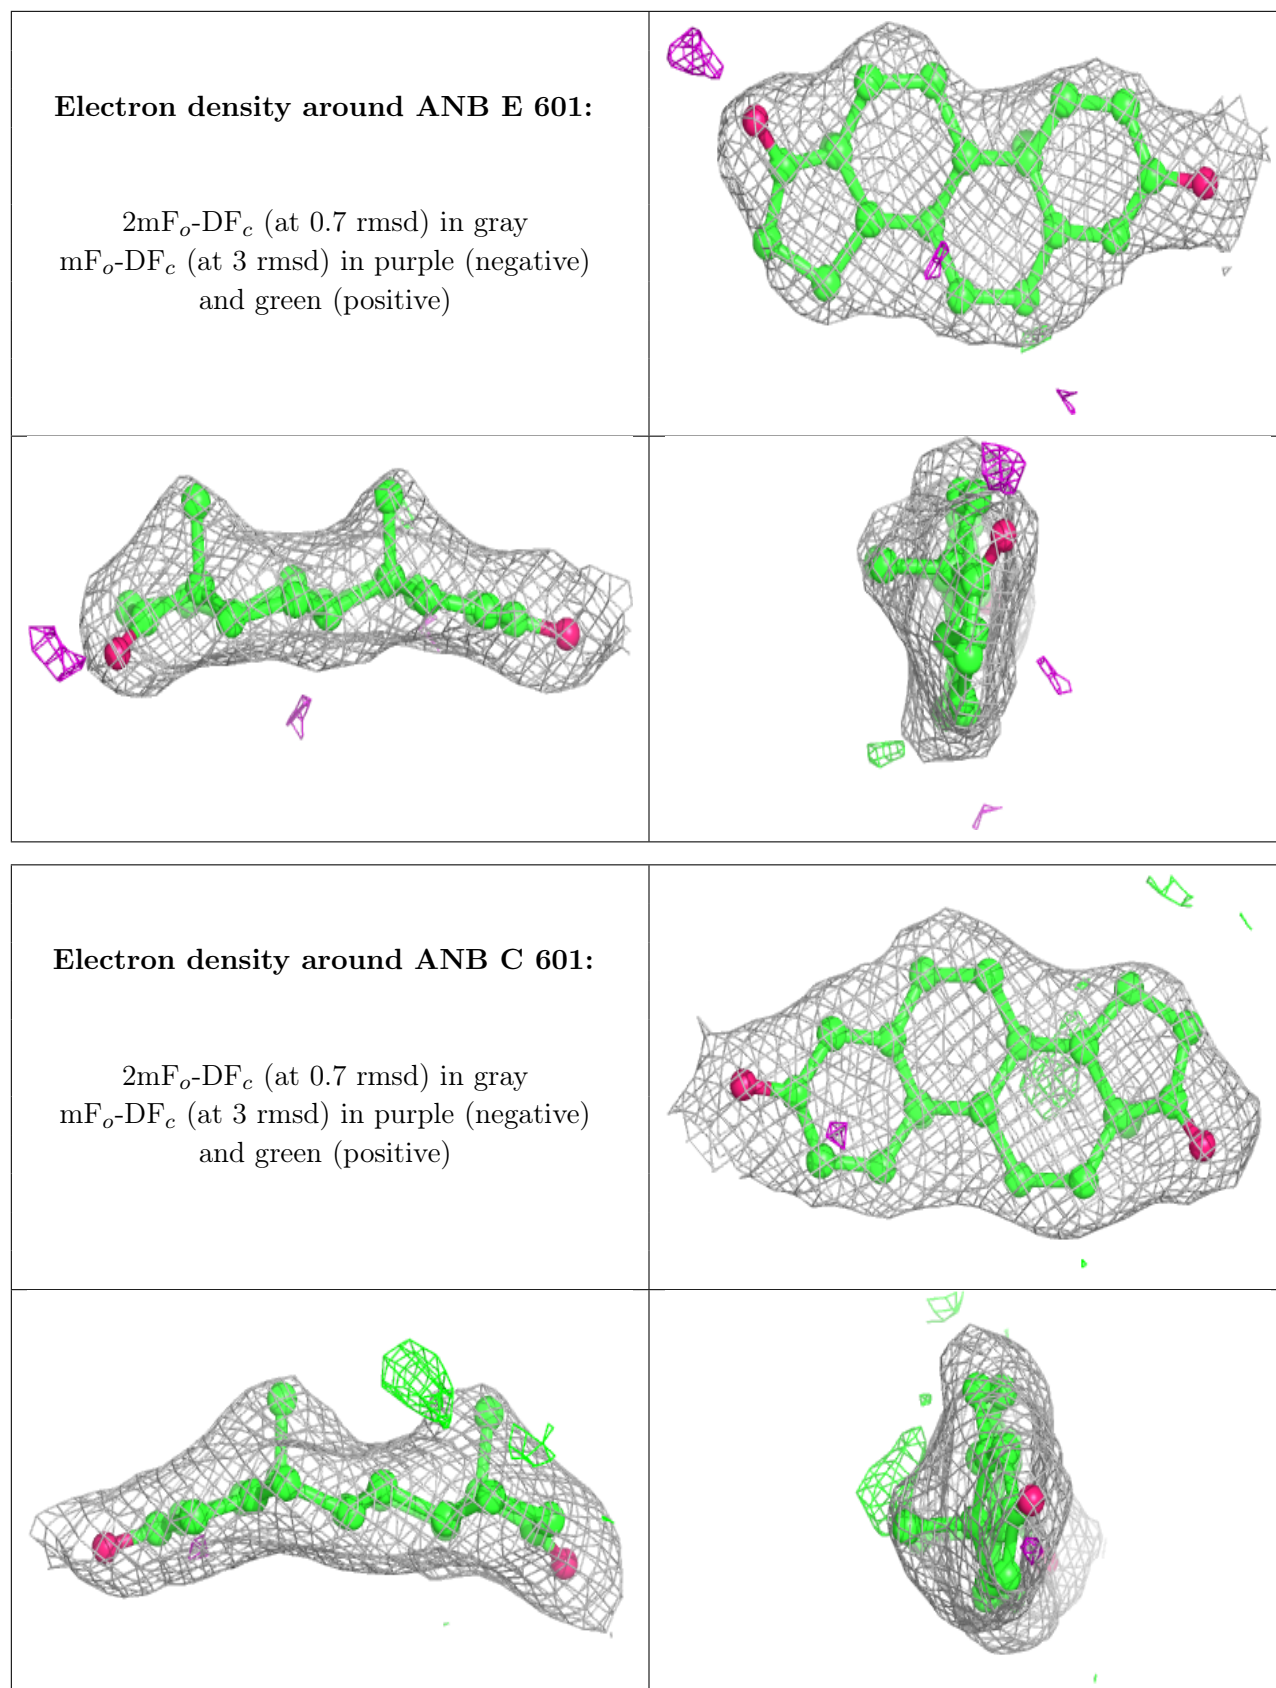 Electron density around ANB E 601:
2mFₒ-DF𝑐 (at 0.7 rmsd) in gray
mFₒ-DF𝑐 (at 3 rmsd) in purple (negative)
and green (positive)
Electron density around ANB C 601:
2mFₒ-DF𝑐 (at 0.7 rmsd) in gray
mFₒ-DF𝑐 (at 3 rmsd) in purple (negative)
and green (positive)